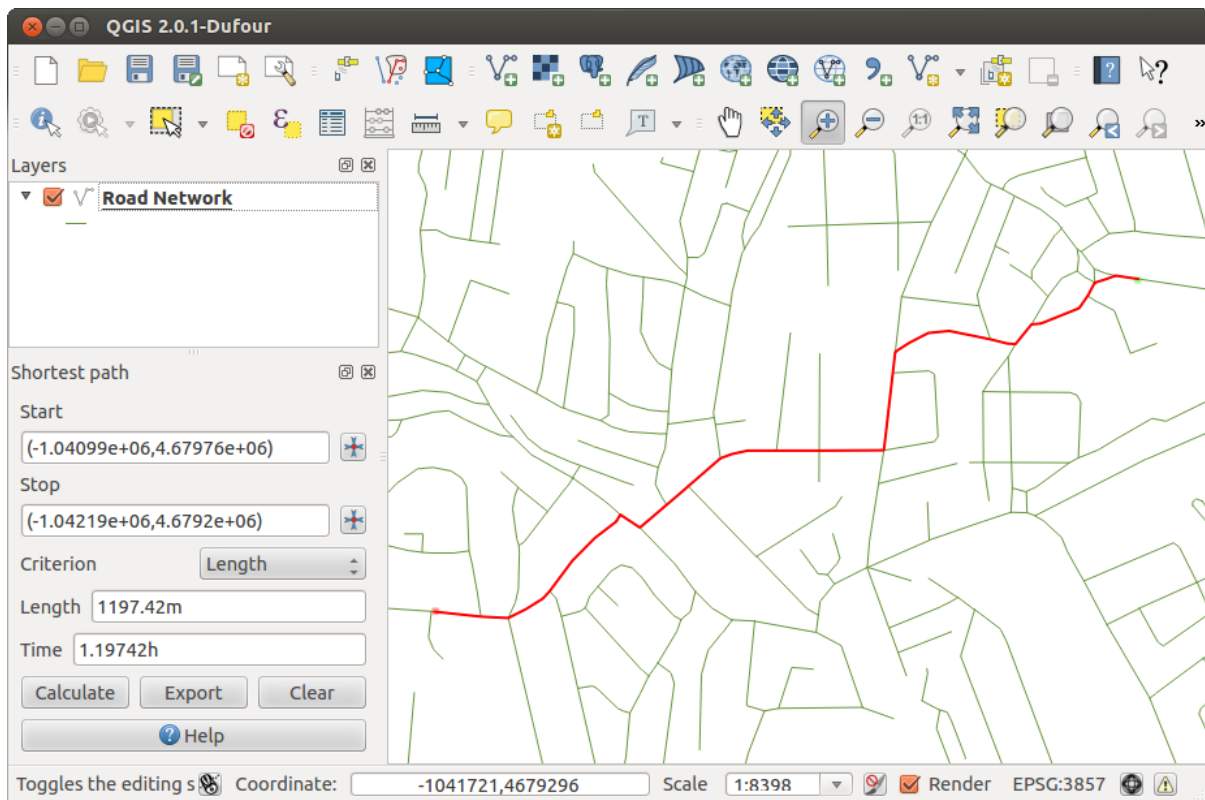 QGIS 2.0.1-Dufour
Layers
Road Network
Shortest path
Start
(-1.04099e+06,4.67976e+06)
Stop
(-1.04219e+06,4.6792e+06)
Criterion Length
Length 1197.42m
Time 1.19742h
Calculate Export Clear
Help
Toggles the editing s Coordinate: -1041721,4679296 Scale 1:8398 Render EPSG:3857